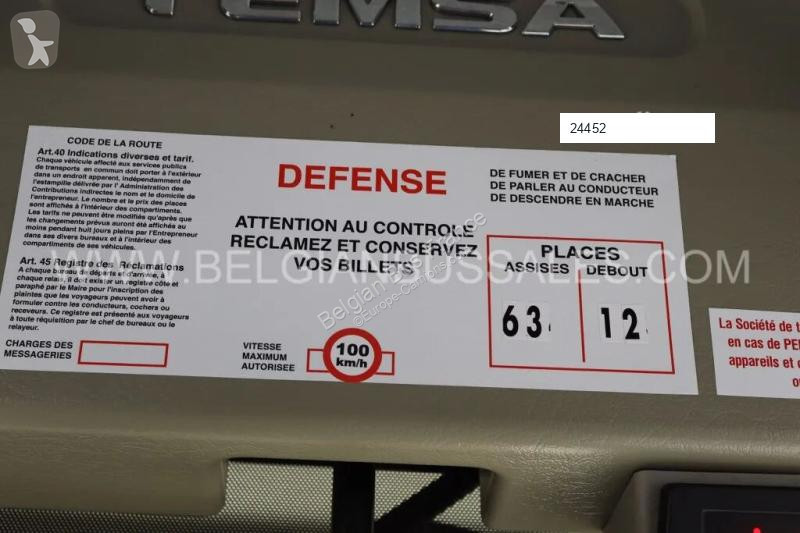 TEMSA
24452
CODE DE LA ROUTE
Art.40 Indications diverses et tarif.
Chaque véhicule affecté aux services publics
de transports en commun doit porter à l'extérieur
dans un endroit apparent, indépendamment de
l'estampille délivrée par l'Administration des
Contributions indirectes le nom et le domicile de
l'entrepreneur. Le nombre et le prix des places
sont affichés à l'intérieur des compartiments.
Les tarifs ne peuvent être modifiés qu'après que
les changements prévus auront été affichés au
moins pendant huit jours pleins par l'Entrepreneur
dans ses divers bureaux et à l'intérieur des
compartiments de ses véhicules.
Art. 45 Registre des Réclamations
A chaque bureau de départ et d'arrivée, à
chaque relais, il doit exister un registre côté et
paraphé par le Maire pour l'inscription des
plaintes que les voyageurs peuvent avoir à
formuler contre les conducteurs, cochers ou
receveurs. Ce registre est présenté aux voyageurs
à toute réquisition par le chef de bureau ou le
relayeur.
CHARGES DES
MESSAGERIES
DEFENSE
DE FUMER ET DE CRACHER
DE PARLER AU CONDUCTEUR
DE DESCENDRE EN MARCHE
ATTENTION AU CONTROLE
RECLAMEZ ET CONSERVEZ
VOS BILLETS
VITESSE
MAXIMUM
AUTORISEE
100
km/h
PLACES
ASSISES DEBOUT
63 12
La Société de t
en cas de PE
appareils et
o
WWW.BELGIANBUSSALES.COM
Belgian Bus France
©Europe-Camions.com